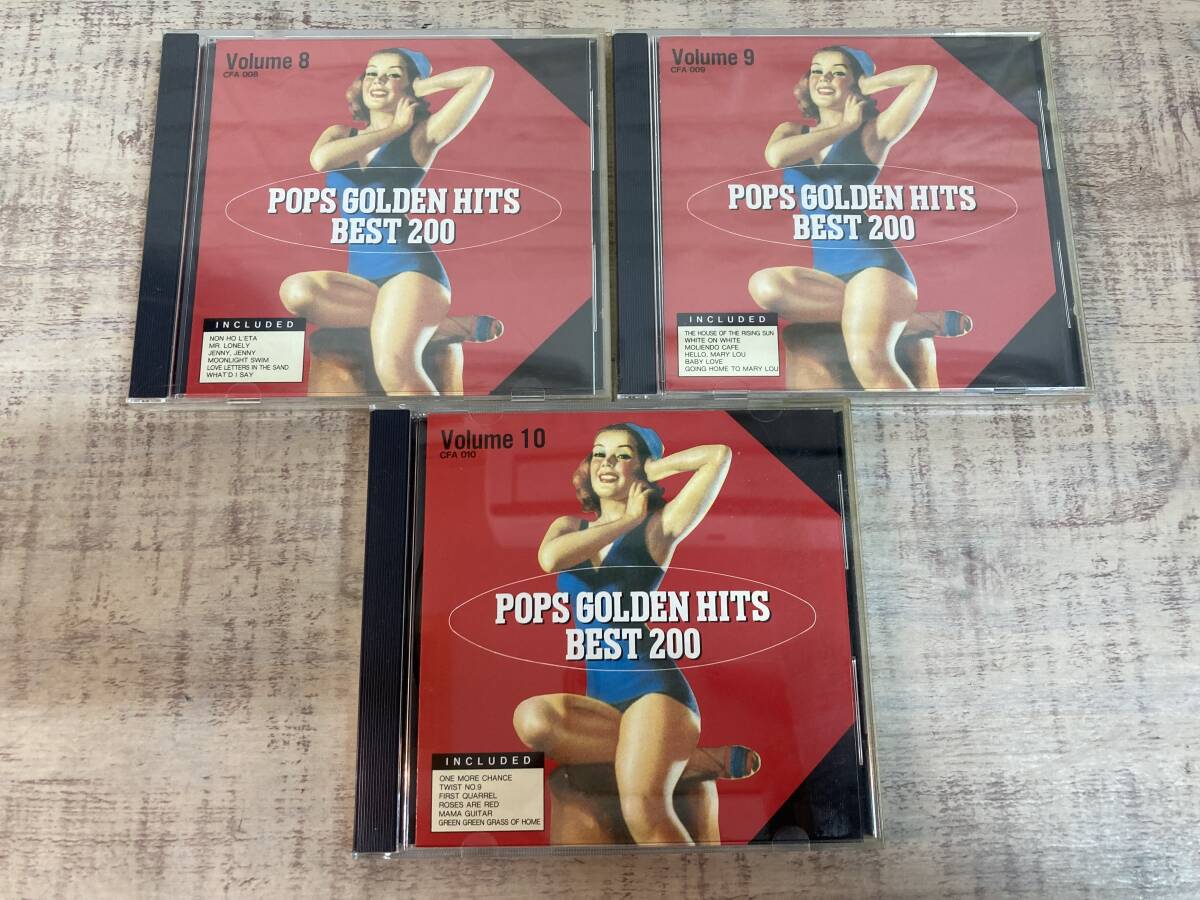 Volume 8
CFA 008
POPS GOLDEN HITS
BEST 200
INCLUDED
NON HO L'ETA
MR. LONELY
JENNY, JENNY
MOONLIGHT SWIM
LOVE LETTERS IN THE SAND
WHAT'D I SAY
Volume 9
CFA 009
POPS GOLDEN HITS
BEST 200
INCLUDED
THE HOUSE OF THE RISING SUN
WHITE ON WHITE
MOLIENDO CAFE
HELLO, MARY LOU
BABY LOVE
GOING HOME TO MARY LOU
Volume 10
CFA 010
POPS GOLDEN HITS
BEST 200
INCLUDED
ONE MORE CHANCE
TWIST NO.9
FIRST QUARREL
ROSES ARE RED
MAMA GUITAR
GREEN GREEN GRASS OF HOME